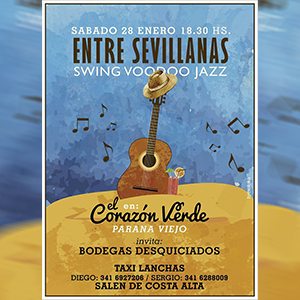 SABADO 28 ENERO 18.30 HS.
ENTRE SEVILLANAS
SWING VOODOO JAZZ
el en:
Corazón Verde
PARANA VIEJO
invita:
BODEGAS DESQUICIADOS
TAXI LANCHAS
DIEGO: 341 6927206 / SERGIO: 341 6288009
SALEN DE COSTA ALTA